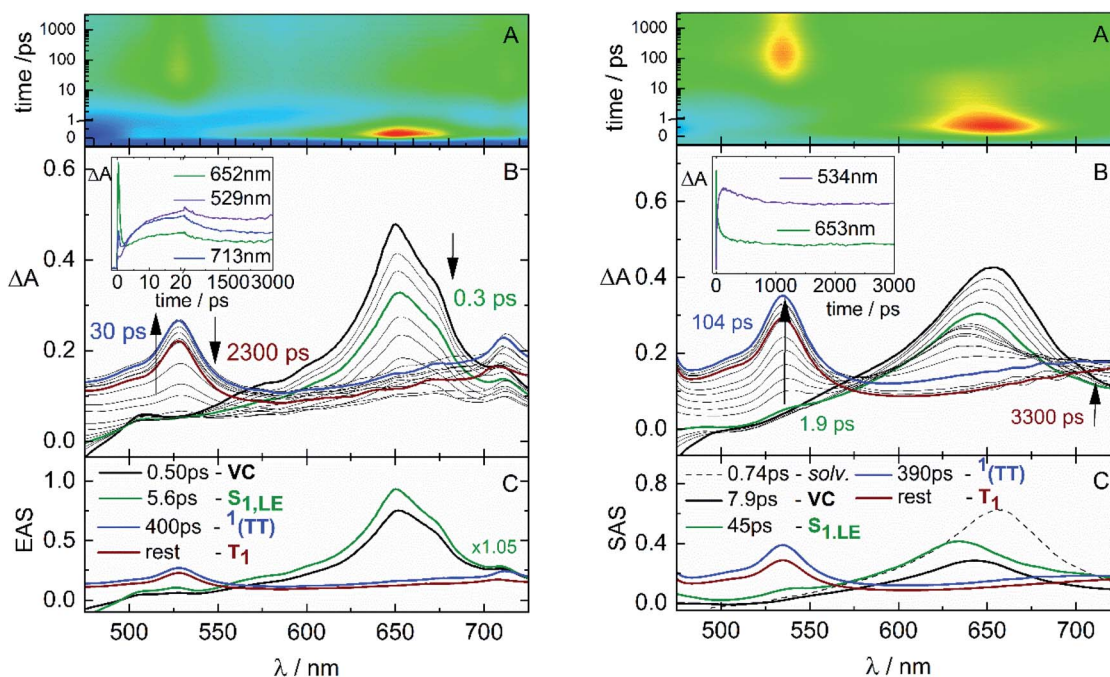 A
time /ps
1000
100
10
1
0
B
0.6
0.4
0.2
0.0
ΔA
ΔA
652nm
529nm
713nm
0 10 20 1500 3000
time / ps
0.3 ps
30 ps
2300 ps
C
EAS
1.0
0.5
0.0
0.50ps - VC
5.6ps - S1,LE
400ps - 1(TT)
rest - T1
x1.05
500 550 600 650 700
λ / nm
A
time / ps
1000
100
10
1
0
B
0.6
0.4
0.2
0.0
ΔA
ΔA
534nm
653nm
0 1000 2000 3000
time / ps
104 ps
1.9 ps
3300 ps
C
SAS
0.8
0.4
0.0
0.74ps - solv.
7.9ps - VC
45ps - S1.LE
390ps - 1(TT)
rest - T1
500 550 600 650 700
λ / nm